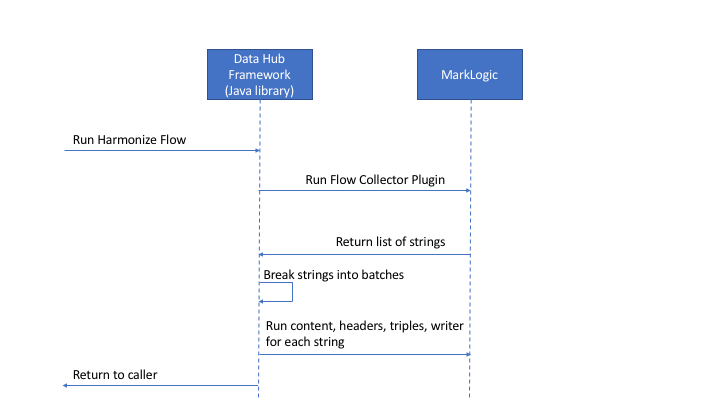 Data Hub
Framework
(Java library)
MarkLogic
Run Harmonize Flow
Run Flow Collector Plugin
Return list of strings
Break strings into batches
Run content, headers, triples, writer
for each string
Return to caller